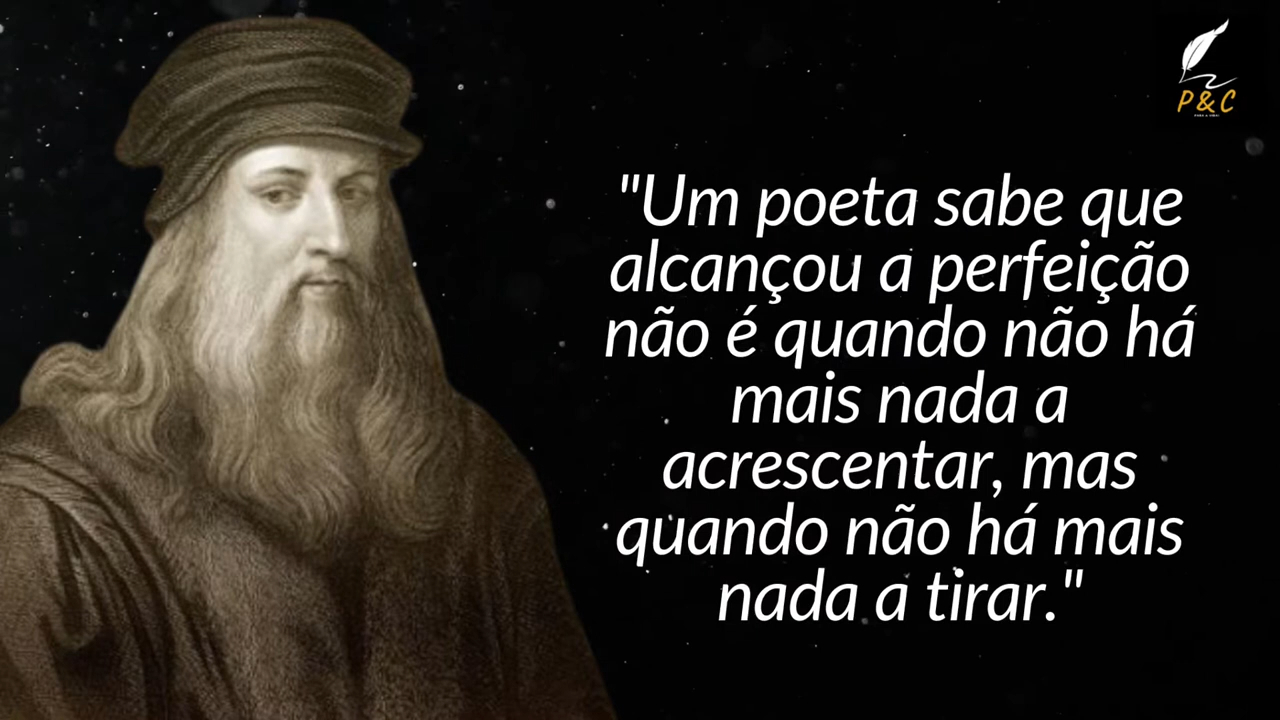 P & C
"Um poeta sabe que
alcançou a perfeição
não é quando não há
mais nada a
acrescentar, mas
quando não há mais
nada a tirar."